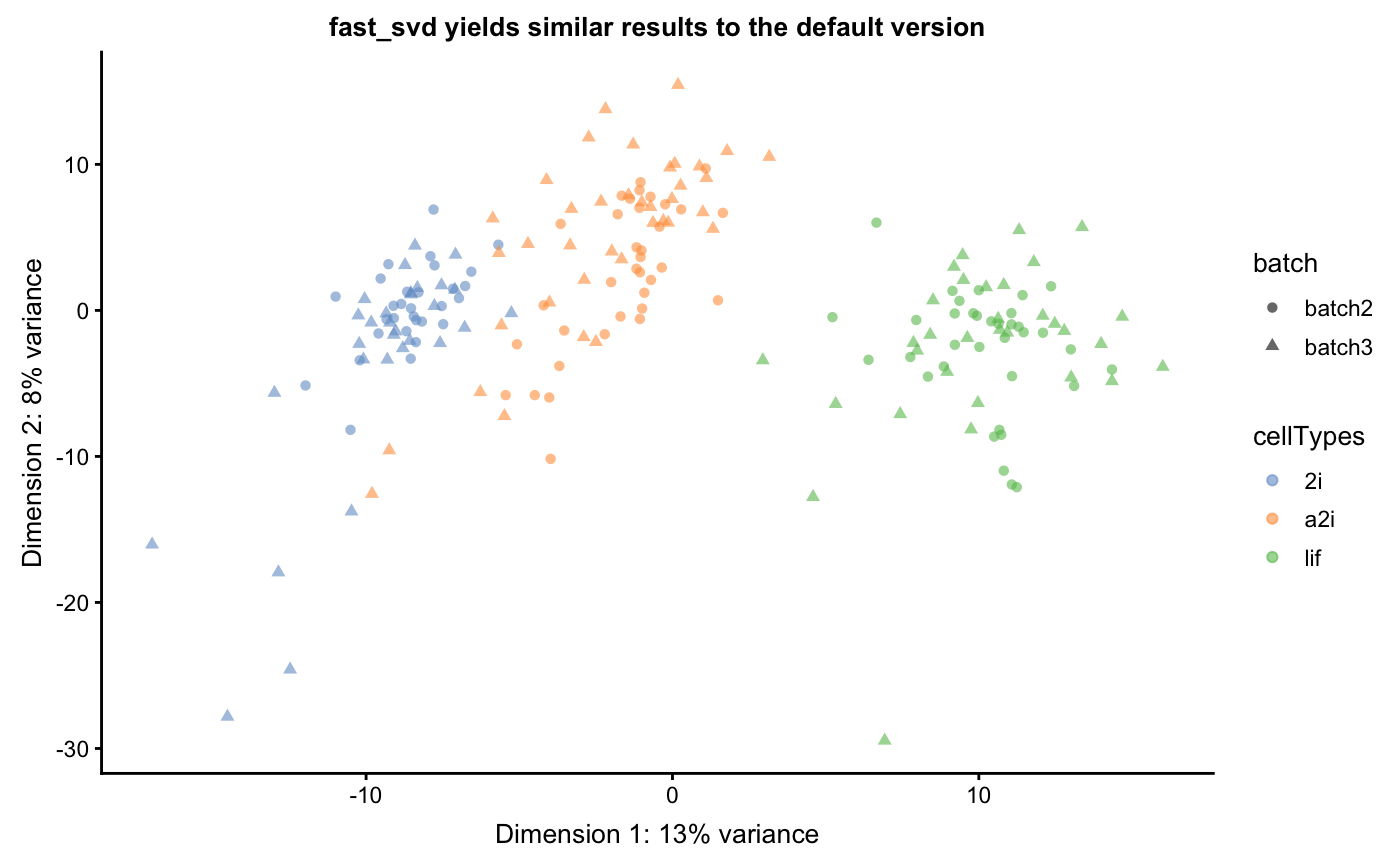 fast_svd yields similar results to the default version
10
0
-10
-20
-30
Dimension 2: 8% variance
-10
0
10
Dimension 1: 13% variance
batch
batch2
batch3
cellTypes
2i
a2i
lif